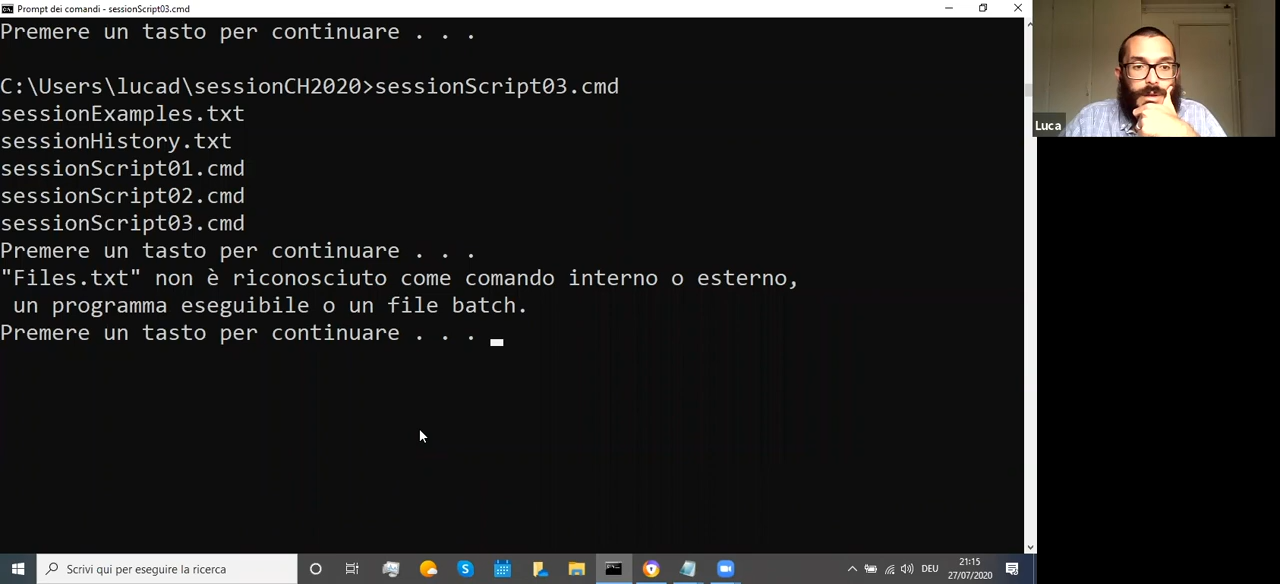 Prompt dei comandi - sessionScript03.cmd
Premere un tasto per continuare . . .
C:\Users\lucad\sessionCH2020>sessionScript03.cmd
sessionExamples.txt
sessionHistory.txt
sessionScript01.cmd
sessionScript02.cmd
sessionScript03.cmd
Premere un tasto per continuare . . .
"Files.txt" non è riconosciuto come comando interno o esterno,
un programma eseguibile o un file batch.
Premere un tasto per continuare . . .
Luca
Scrivi qui per eseguire la ricerca
DEU
21:15
27/07/2020